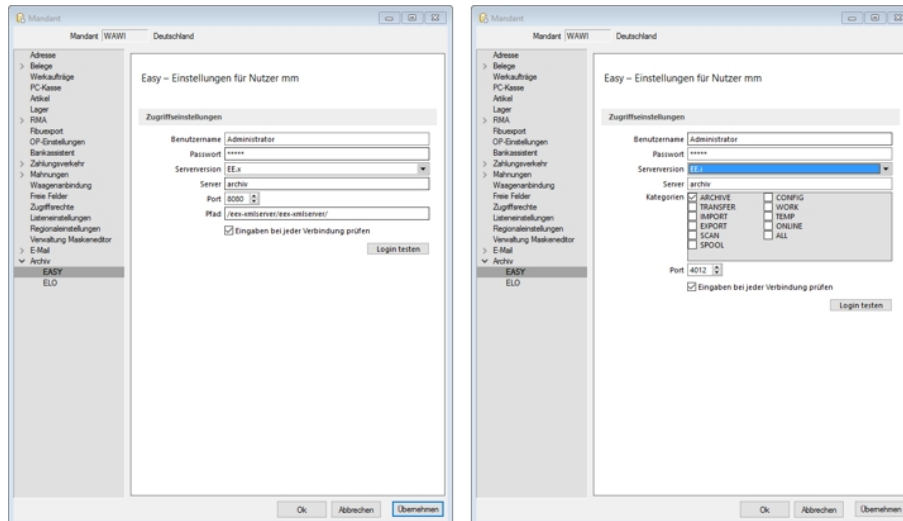 Mandant
Mandant WAWI Deutschland
Adresse
Belege
Werkaufträge
PC-Kasse
Artikel
Lager
RMA
Fibuexport
OP-Einstellungen
Bankassistent
Zahlungsverkehr
Mahnungen
Waagenanbindung
Freie Felder
Zugriffsrechte
Listeneinstellungen
Regionaleinstellungen
Verwaltung Maskeneditor
E-Mail
Archiv
EASY
ELO
Easy – Einstellungen für Nutzer mm
Zugriffseinstellungen
Benutzername Administrator
Passwort *****
Serverversion EE.x
Server archiv
Port 8080
Pfad /eex-xmlserver/eex-xmlserver/
Eingaben bei jeder Verbindung prüfen
Login testen
Ok Abbrechen Übernehmen
Mandant
Mandant WAWI Deutschland
Adresse
Belege
Werkaufträge
PC-Kasse
Artikel
Lager
RMA
Fibuexport
OP-Einstellungen
Bankassistent
Zahlungsverkehr
Mahnungen
Waagenanbindung
Freie Felder
Zugriffsrechte
Listeneinstellungen
Regionaleinstellungen
Verwaltung Maskeneditor
E-Mail
Archiv
EASY
ELO
Easy – Einstellungen für Nutzer mm
Zugriffseinstellungen
Benutzername Administrator
Passwort *****
Serverversion EE.i
Server archiv
Kategorien ARCHIVE CONFIG
TRANSFER WORK
IMPORT TEMP
EXPORT ONLINE
SCAN ALL
SPOOL
Port 4012
Eingaben bei jeder Verbindung prüfen
Login testen
Ok Abbrechen Übernehmen